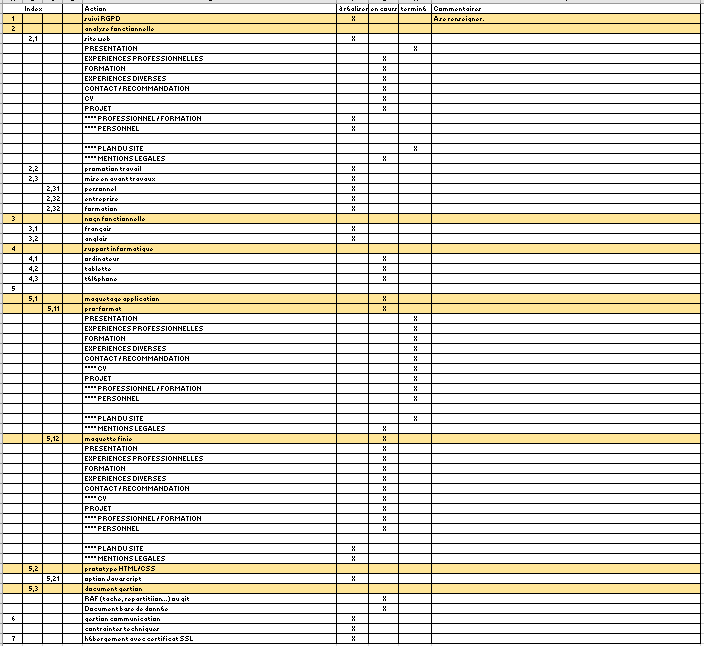 Index Action à réaliser en cours terminé Commentaires
1 suivi RGPD X A se renseigner.
2 analyse fonctionnelle
2,1 site web X
PRESENTATION X
EXPERIENCES PROFESSIONNELLES X
FORMATION X
EXPERIENCES DIVERSES X
CONTACT / RECOMMANDATION X
CV X
PROJET X
**** PROFESSIONNEL / FORMATION X
**** PERSONNEL X
**** PLAN DU SITE X
**** MENTIONS LEGALES X
2,2 promotion travail X
2,3 mise en avant travaux X
2,31 personnel X
2,32 entreprise X
2,32 formation X
3 noçn fonctionnelle
3,1 français X
3,2 anglais X
4 support informatique
4,1 ordinateur X
4,2 tablette X
4,3 téléphone X
5
5,1 maquetage application X
5,11 pro-format X
PRESENTATION X
EXPERIENCES PROFESSIONNELLES X
FORMATION X
EXPERIENCES DIVERSES X
CONTACT / RECOMMANDATION X
**** CV X
PROJET X
**** PROFESSIONNEL / FORMATION X
**** PERSONNEL X
**** PLAN DU SITE X
**** MENTIONS LEGALES X
5,12 maquette finie X
PRESENTATION X
EXPERIENCES PROFESSIONNELLES X
FORMATION X
EXPERIENCES DIVERSES X
CONTACT / RECOMMANDATION X
**** CV X
PROJET X
**** PROFESSIONNEL / FORMATION X
**** PERSONNEL X
**** PLAN DU SITE X
**** MENTIONS LEGALES X
5,2 prototype HTML/CSS X
5,21 option Javascript X
5,3 document gestion
RAF (tache, repartitiion...) ou git X
Document base de donnée X
6 gestion communication X
contraintes techniques X
7 hébergement avec certificat SSL X